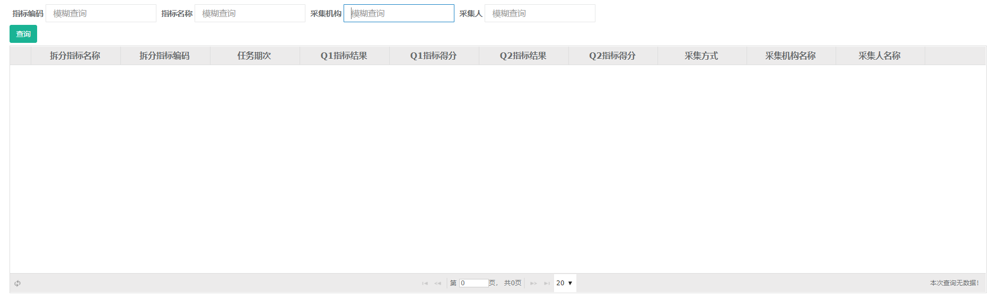 指标编码 模糊查询 指标名称 模糊查询 采集机构 模糊查询 采集人 模糊查询
查询
拆分指标名称 拆分指标编码 任务期次 Q1指标结果 Q1指标得分 Q2指标结果 Q2指标得分 采集方式 采集机构名称 采集人名称
第 0 页， 共0页 20 本次查询无数据!